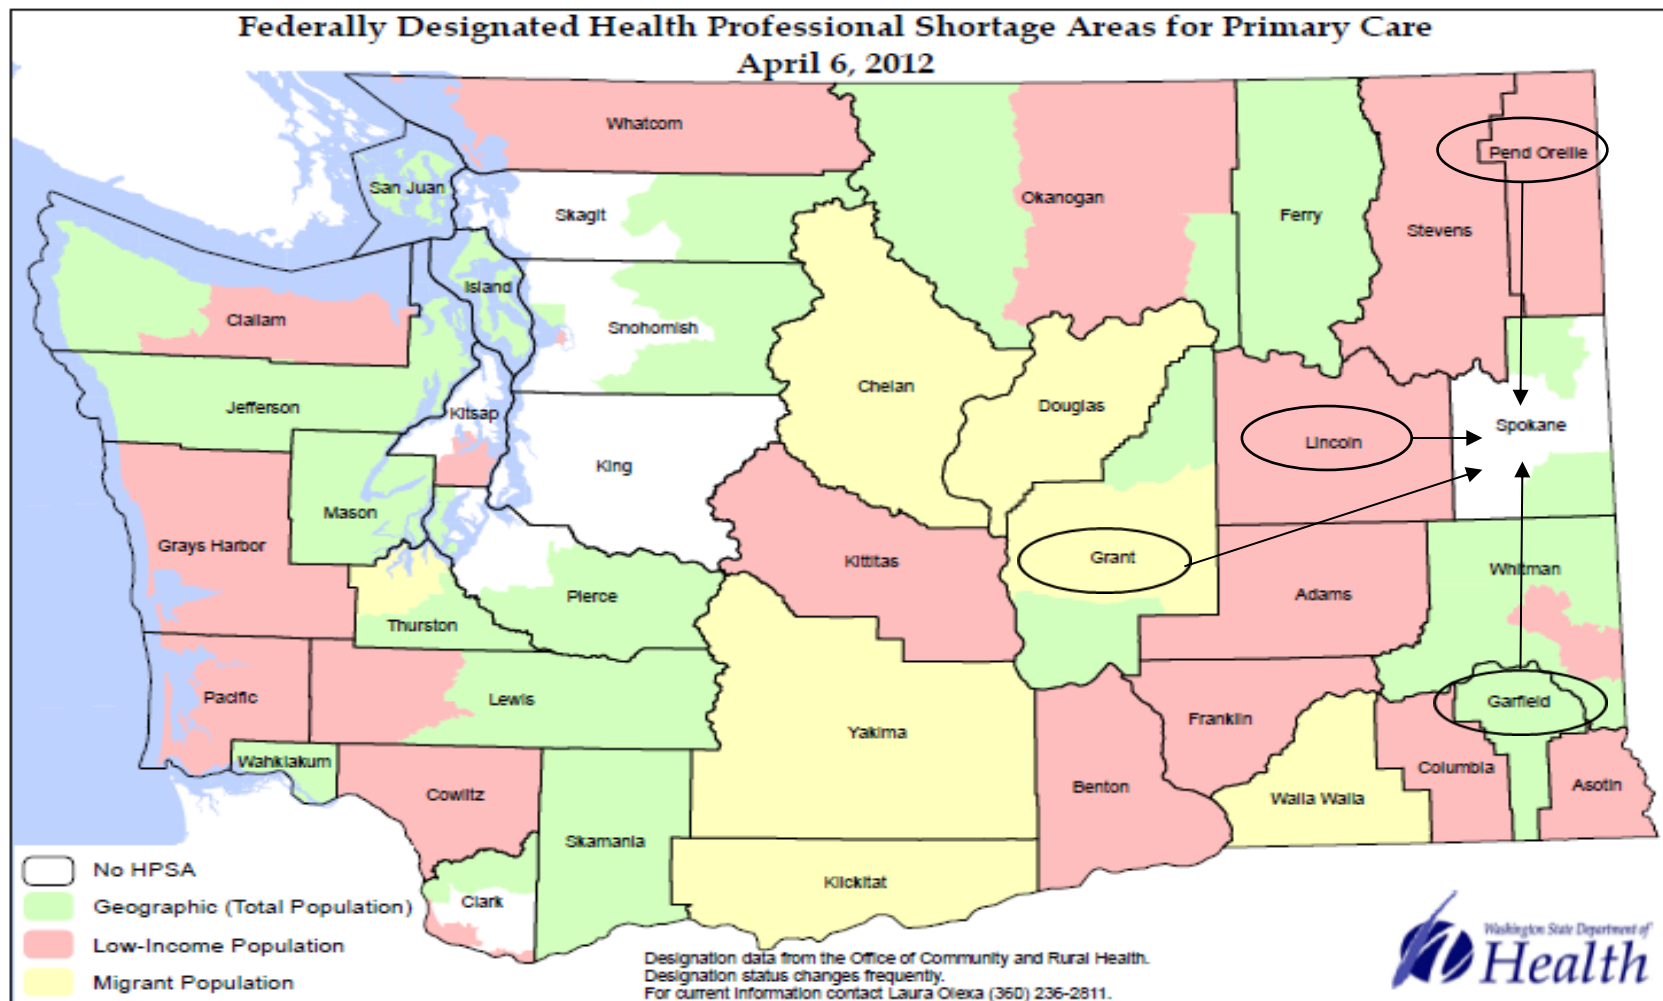 Federally Designated Health Professional Shortage Areas for Primary Care
April 6, 2012
Whatcom
Pend Oreille
San Juan
Skagit
Okanogan
Ferry
Stevens
Island
Clallam
Snohomish
Chelan
Douglas
Jefferson
Kitsap
Spokane
King
Lincoln
Mason
Grays Harbor
Kittitas
Grant
Whitman
Pierce
Adams
Thurston
Pacific
Lewis
Garfield
Franklin
Yakima
Wahkiakum
Columbia
Cowlitz
Benton
Walla Walla
Asotin
Skamania
Klickitat
Clark
No HPSA
Geographic (Total Population)
Low-Income Population
Migrant Population
Designation data from the Office of Community and Rural Health.
Designation status changes frequently.
For current information contact Laura Olexa (360) 236-2811.
Washington State Department of
Health